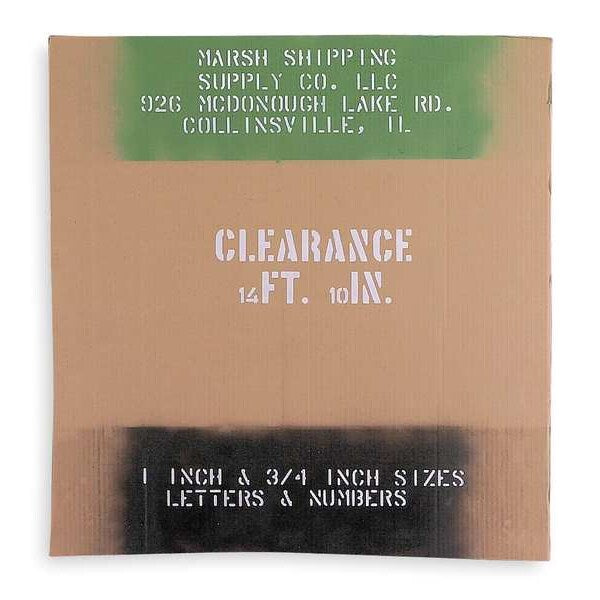 MARSH SHIPPING
SUPPLY CO. LLC
926 MCDONOUGH LAKE RD.
COLLINSVILLE, IL
CLEARANCE
14FT. 10IN.
1 INCH & 3/4 INCH SIZES
LETTERS & NUMBERS